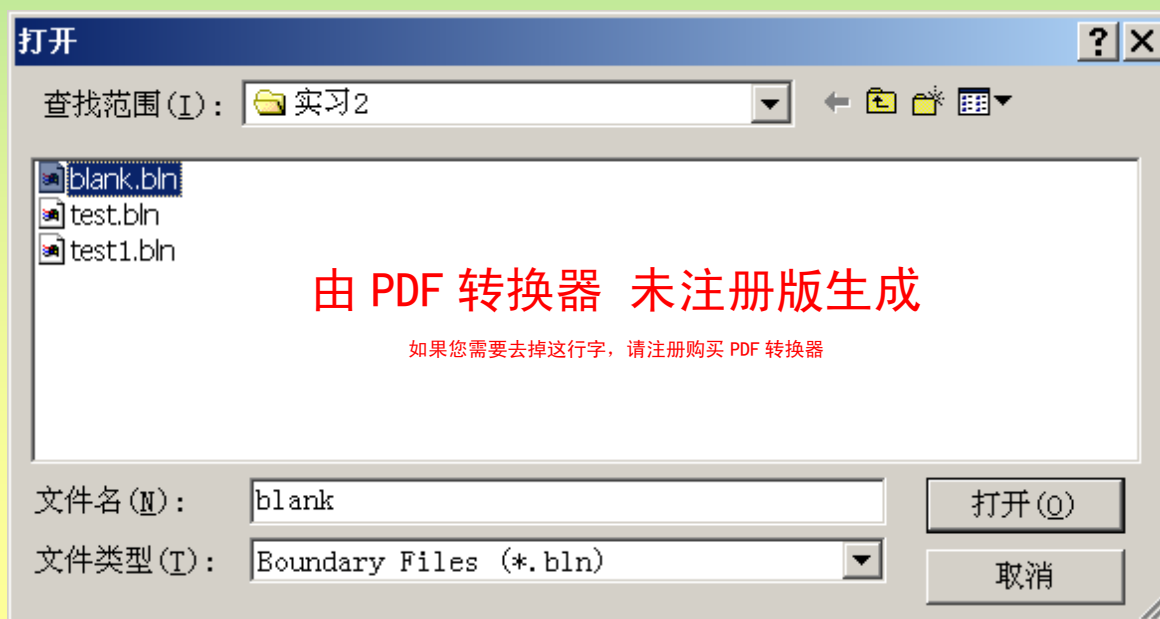 打开
查找范围(I): 实习2
blank.bln
test.bln
test1.bln
由 PDF 转换器 未注册版生成
如果您需要去掉这行字，请注册购买 PDF 转换器
文件名(N): blank 打开(O)
文件类型(T): Boundary Files (*.bln) 取消